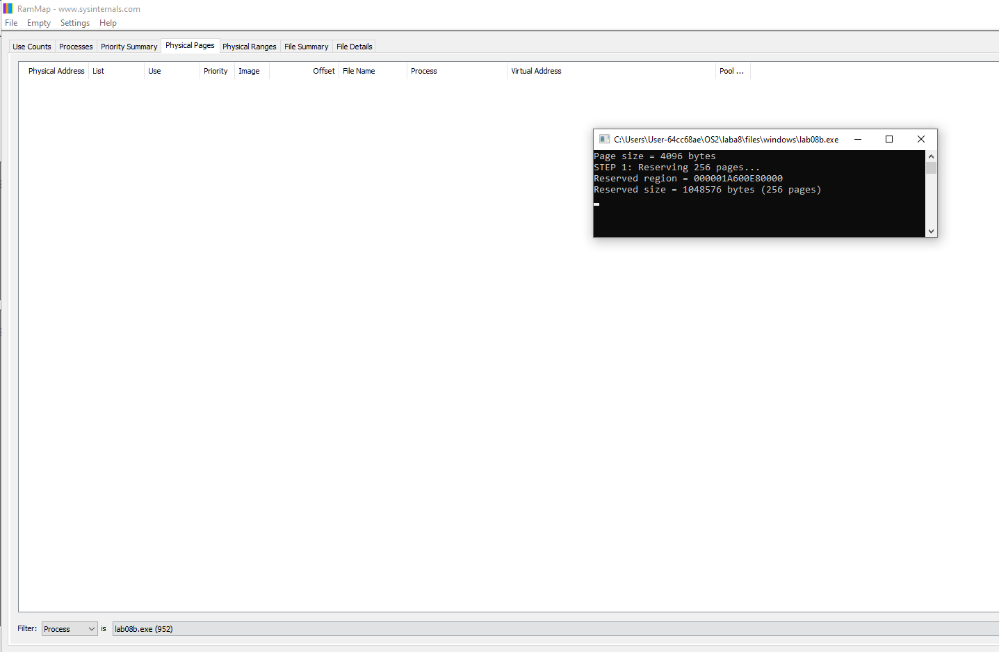 RamMap - www.sysinternals.com
File Empty Settings Help
Use Counts Processes Priority Summary Physical Pages Physical Ranges File Summary File Details
Physical Address List Use Priority Image Offset File Name Process Virtual Address Pool ...
C:\Users\User-64cc68ae\OS2\laba8\files\windows\lab08b.exe
Page size = 4096 bytes
STEP 1: Reserving 256 pages...
Reserved region = 000001A600E80000
Reserved size = 1048576 bytes (256 pages)
Filter: Process is lab08b.exe (952)